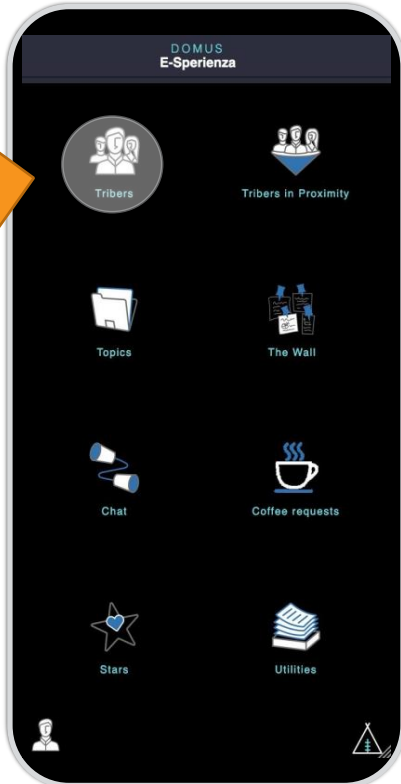 DOMUS
E-Sperienza
Tribers
Tribers in Proximity
Topics
The Wall
Chat
Coffee requests
Stars
Utilities